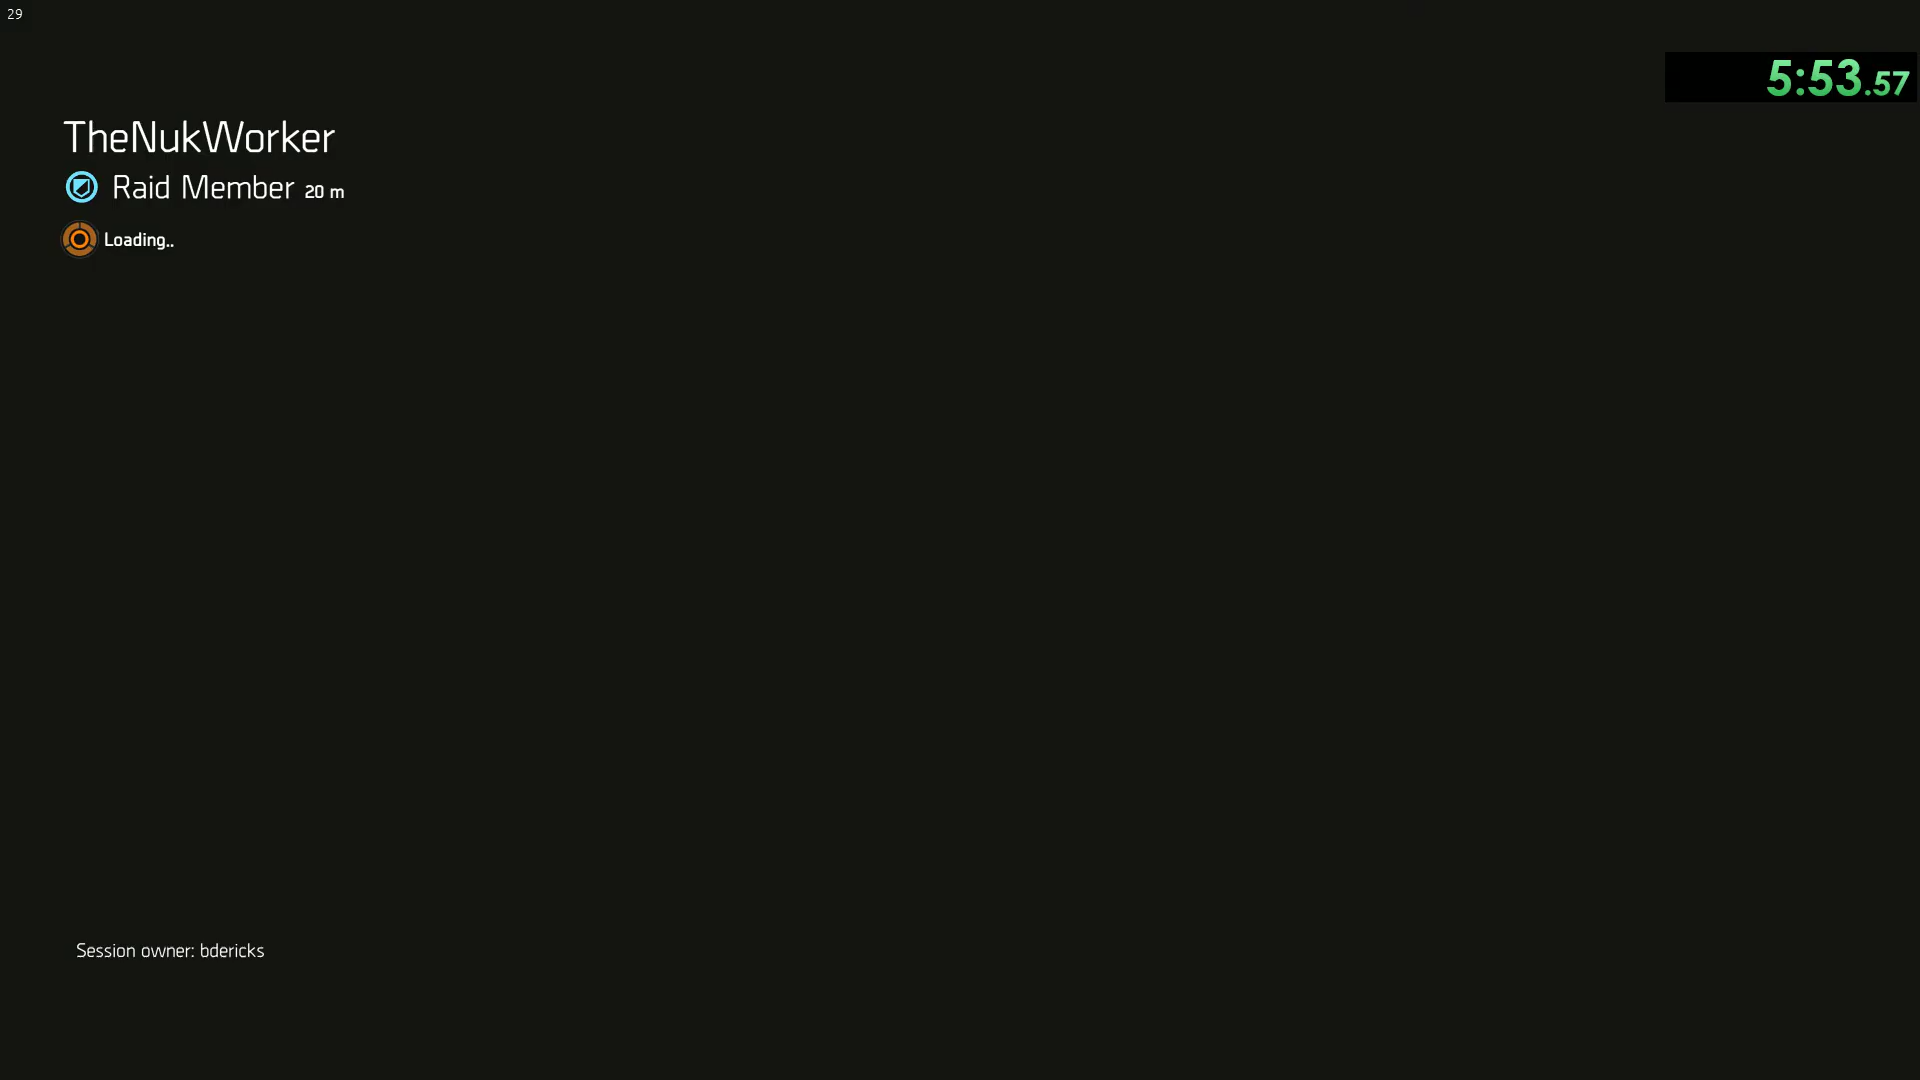 29
5:53.57
TheNukWorker
Raid Member 20 m
Loading..
Session owner: bdericks